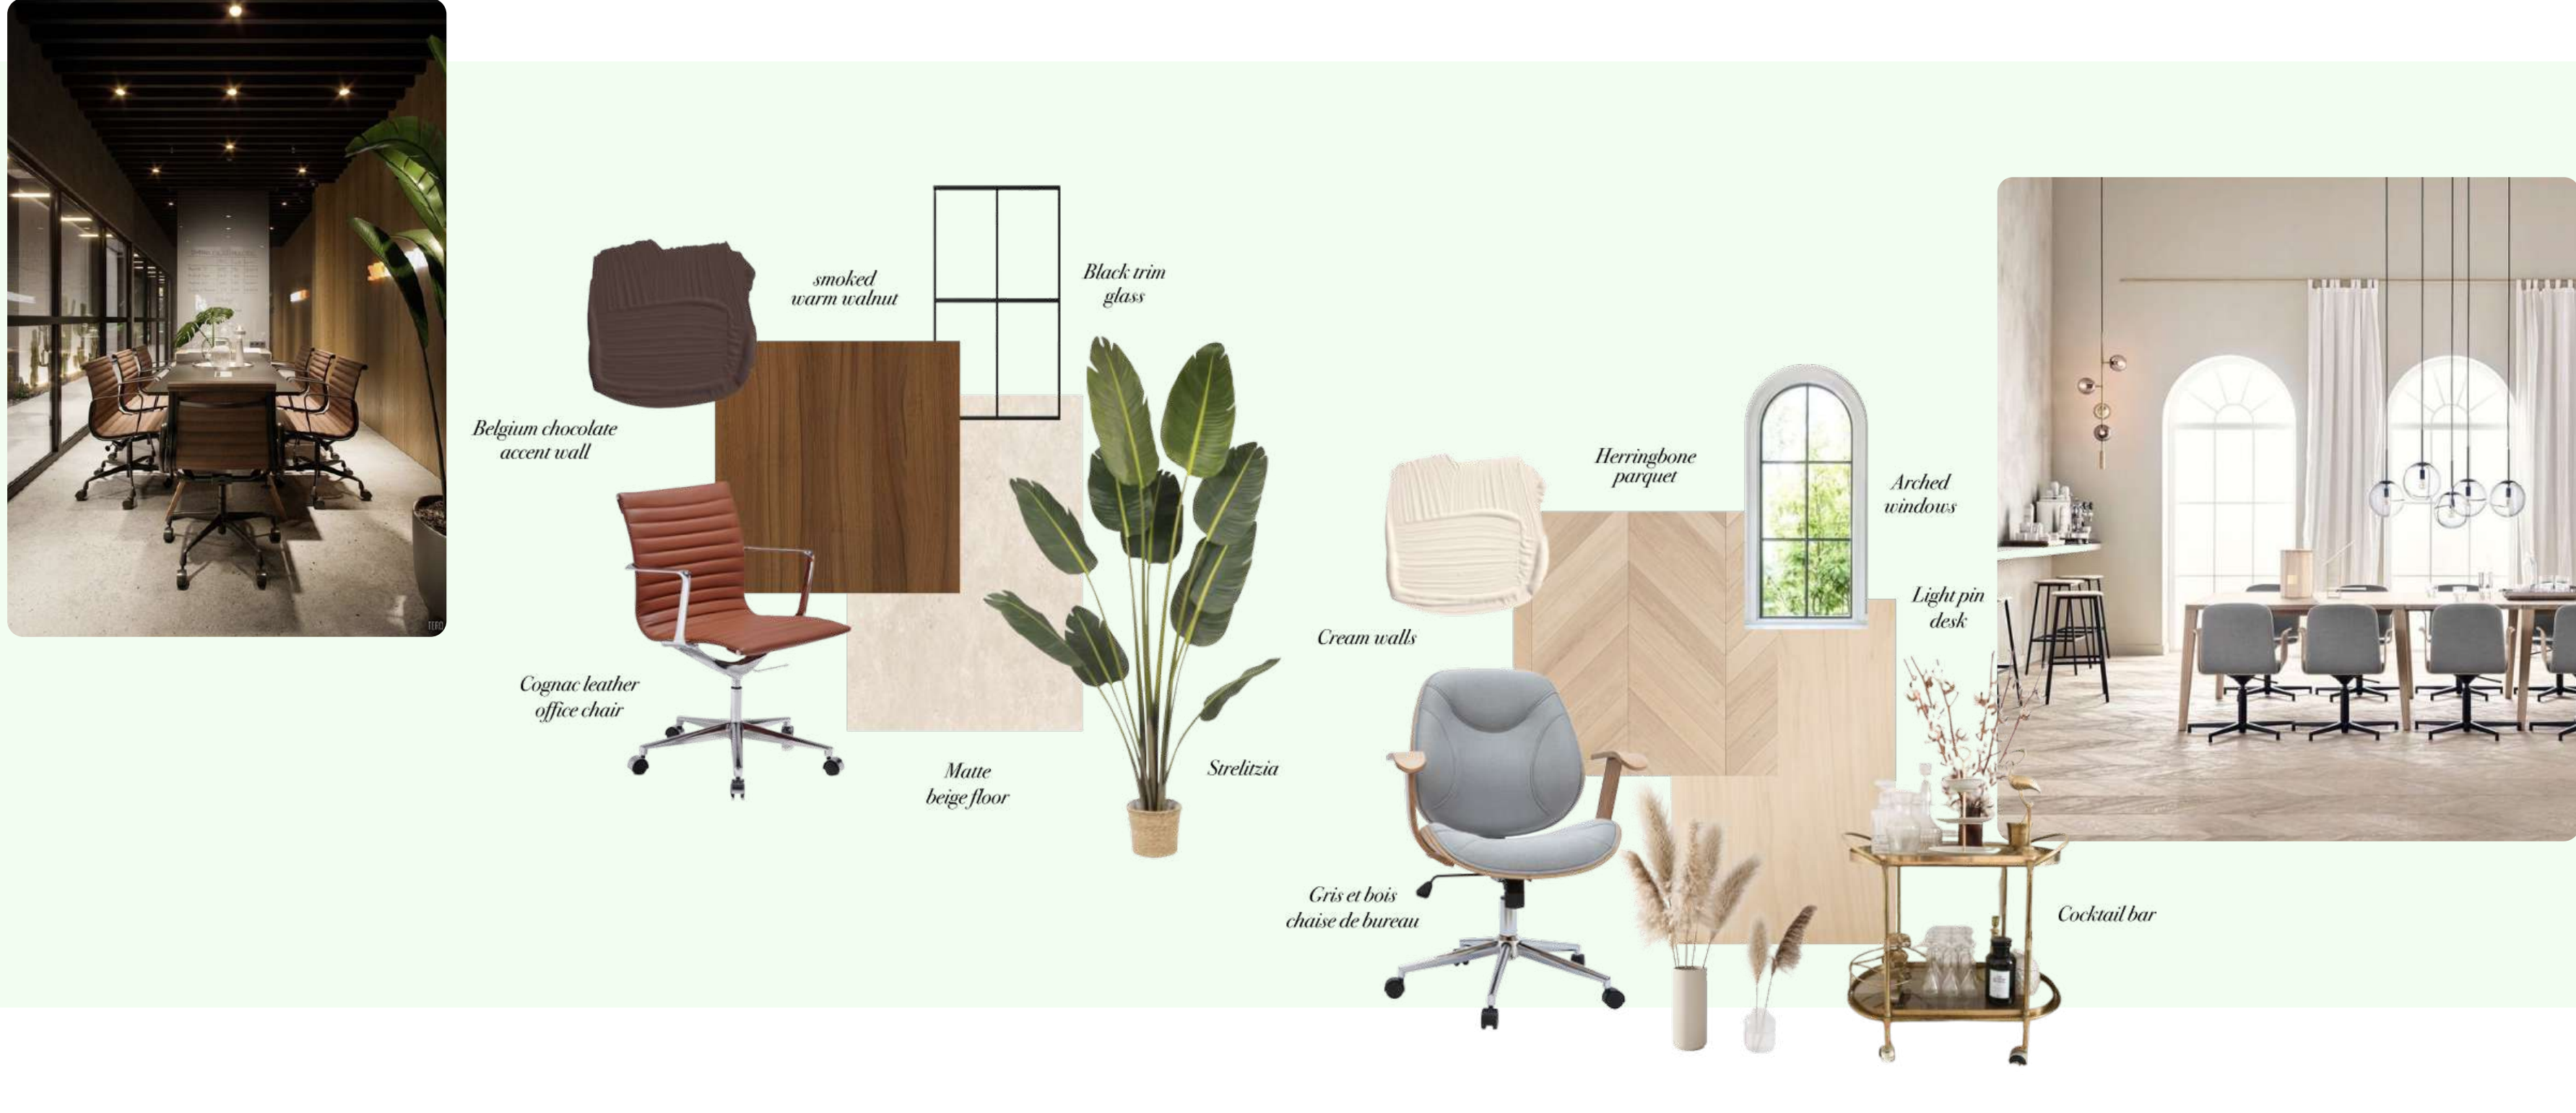 smoked
warm walnut
Black trim
glass
Belgium chocolate
accent wall
Cognac leather
office chair
Matte
beige floor
Strelitzia
Herringbone
parquet
Arched
windows
Cream walls
Light pin
desk
Gris et bois
chaise de bureau
Cocktail bar